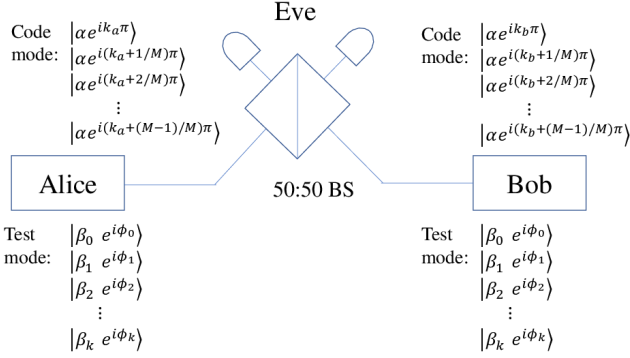 Eve
Code
mode:
|αe^{ik_aπ}⟩
|αe^{i(k_a+1/M)π}⟩
|αe^{i(k_a+2/M)π}⟩
⋮
|αe^{i(k_a+(M−1)/M)π}⟩
Code
mode:
|αe^{ik_bπ}⟩
|αe^{i(k_b+1/M)π}⟩
|αe^{i(k_b+2/M)π}⟩
⋮
|αe^{i(k_b+(M−1)/M)π}⟩
Alice
50:50 BS
Bob
Test
mode:
|β_0 e^{iϕ_0}⟩
|β_1 e^{iϕ_1}⟩
|β_2 e^{iϕ_2}⟩
⋮
|β_k e^{iϕ_k}⟩
Test
mode:
|β_0 e^{iϕ_0}⟩
|β_1 e^{iϕ_1}⟩
|β_2 e^{iϕ_2}⟩
⋮
|β_k e^{iϕ_k}⟩